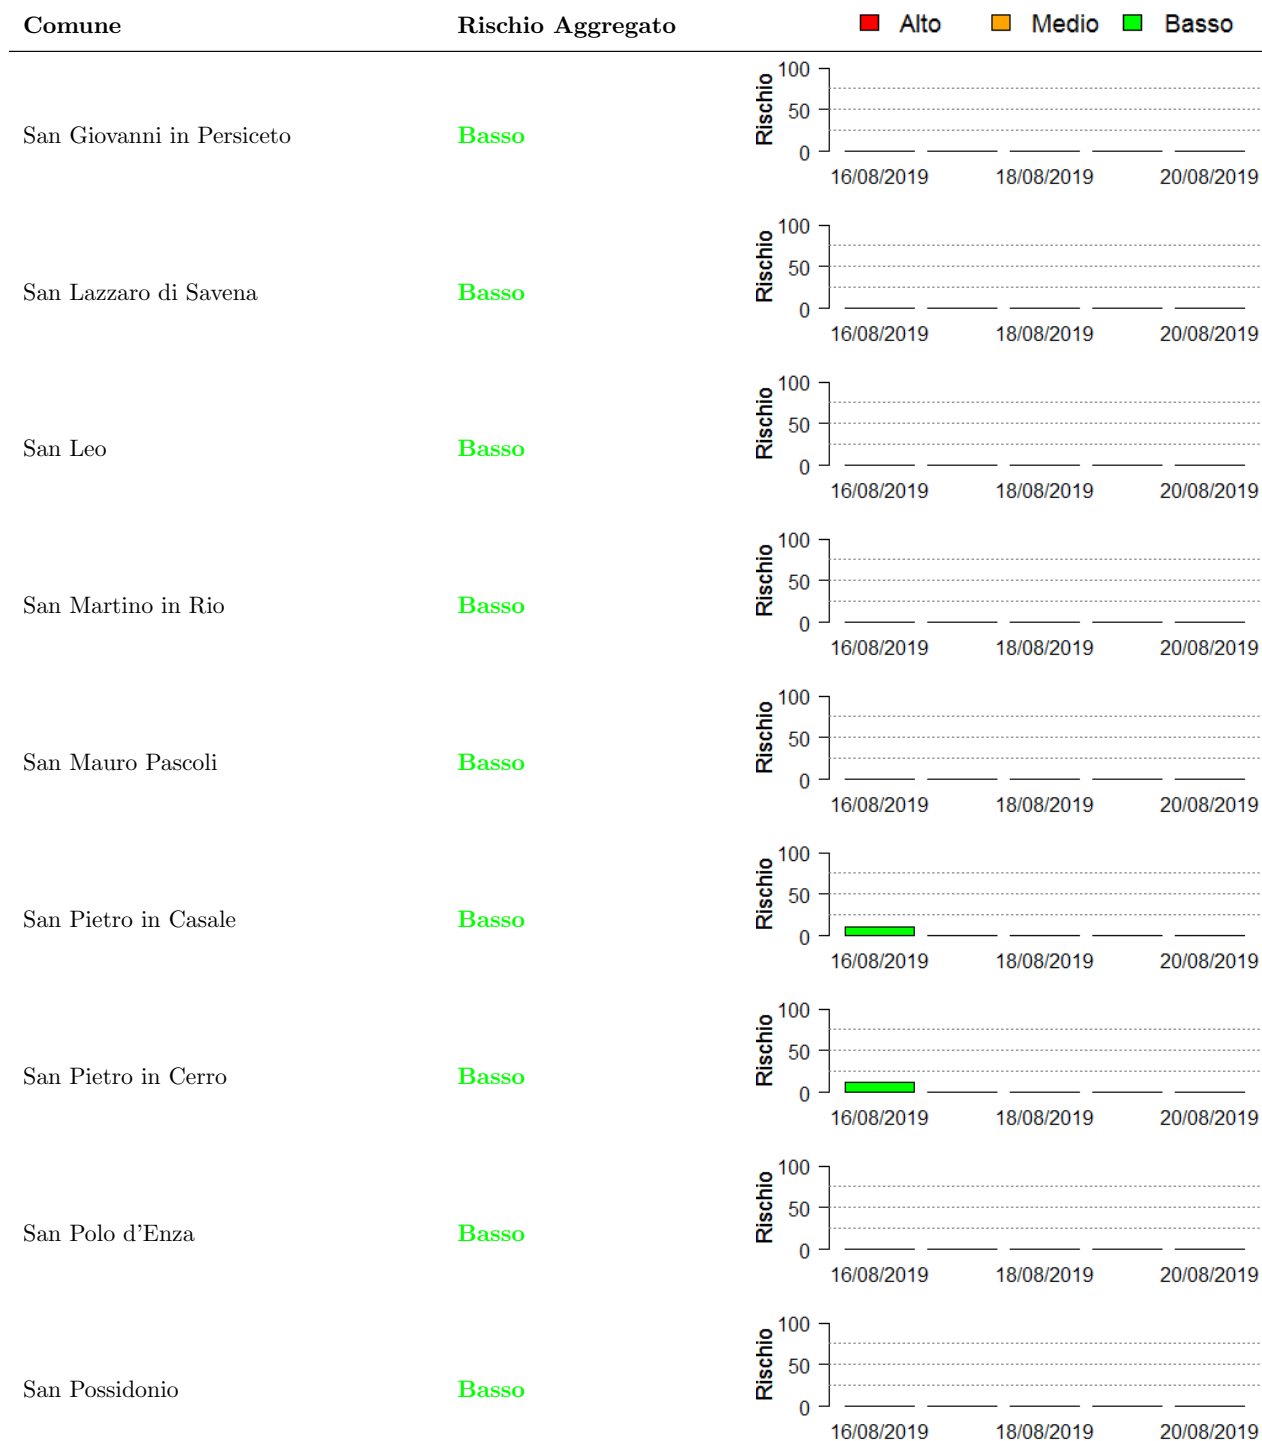 Comune Rischio Aggregato Alto Medio Basso
San Giovanni in Persiceto Basso Rischio 100 50 0
16/08/2019 18/08/2019 20/08/2019
San Lazzaro di Savena Basso Rischio 100 50 0
16/08/2019 18/08/2019 20/08/2019
San Leo Basso Rischio 100 50 0
16/08/2019 18/08/2019 20/08/2019
San Martino in Rio Basso Rischio 100 50 0
16/08/2019 18/08/2019 20/08/2019
San Mauro Pascoli Basso Rischio 100 50 0
16/08/2019 18/08/2019 20/08/2019
San Pietro in Casale Basso Rischio 100 50 0
16/08/2019 18/08/2019 20/08/2019
San Pietro in Cerro Basso Rischio 100 50 0
16/08/2019 18/08/2019 20/08/2019
San Polo d'Enza Basso Rischio 100 50 0
16/08/2019 18/08/2019 20/08/2019
San Possidonio Basso Rischio 100 50 0
16/08/2019 18/08/2019 20/08/2019